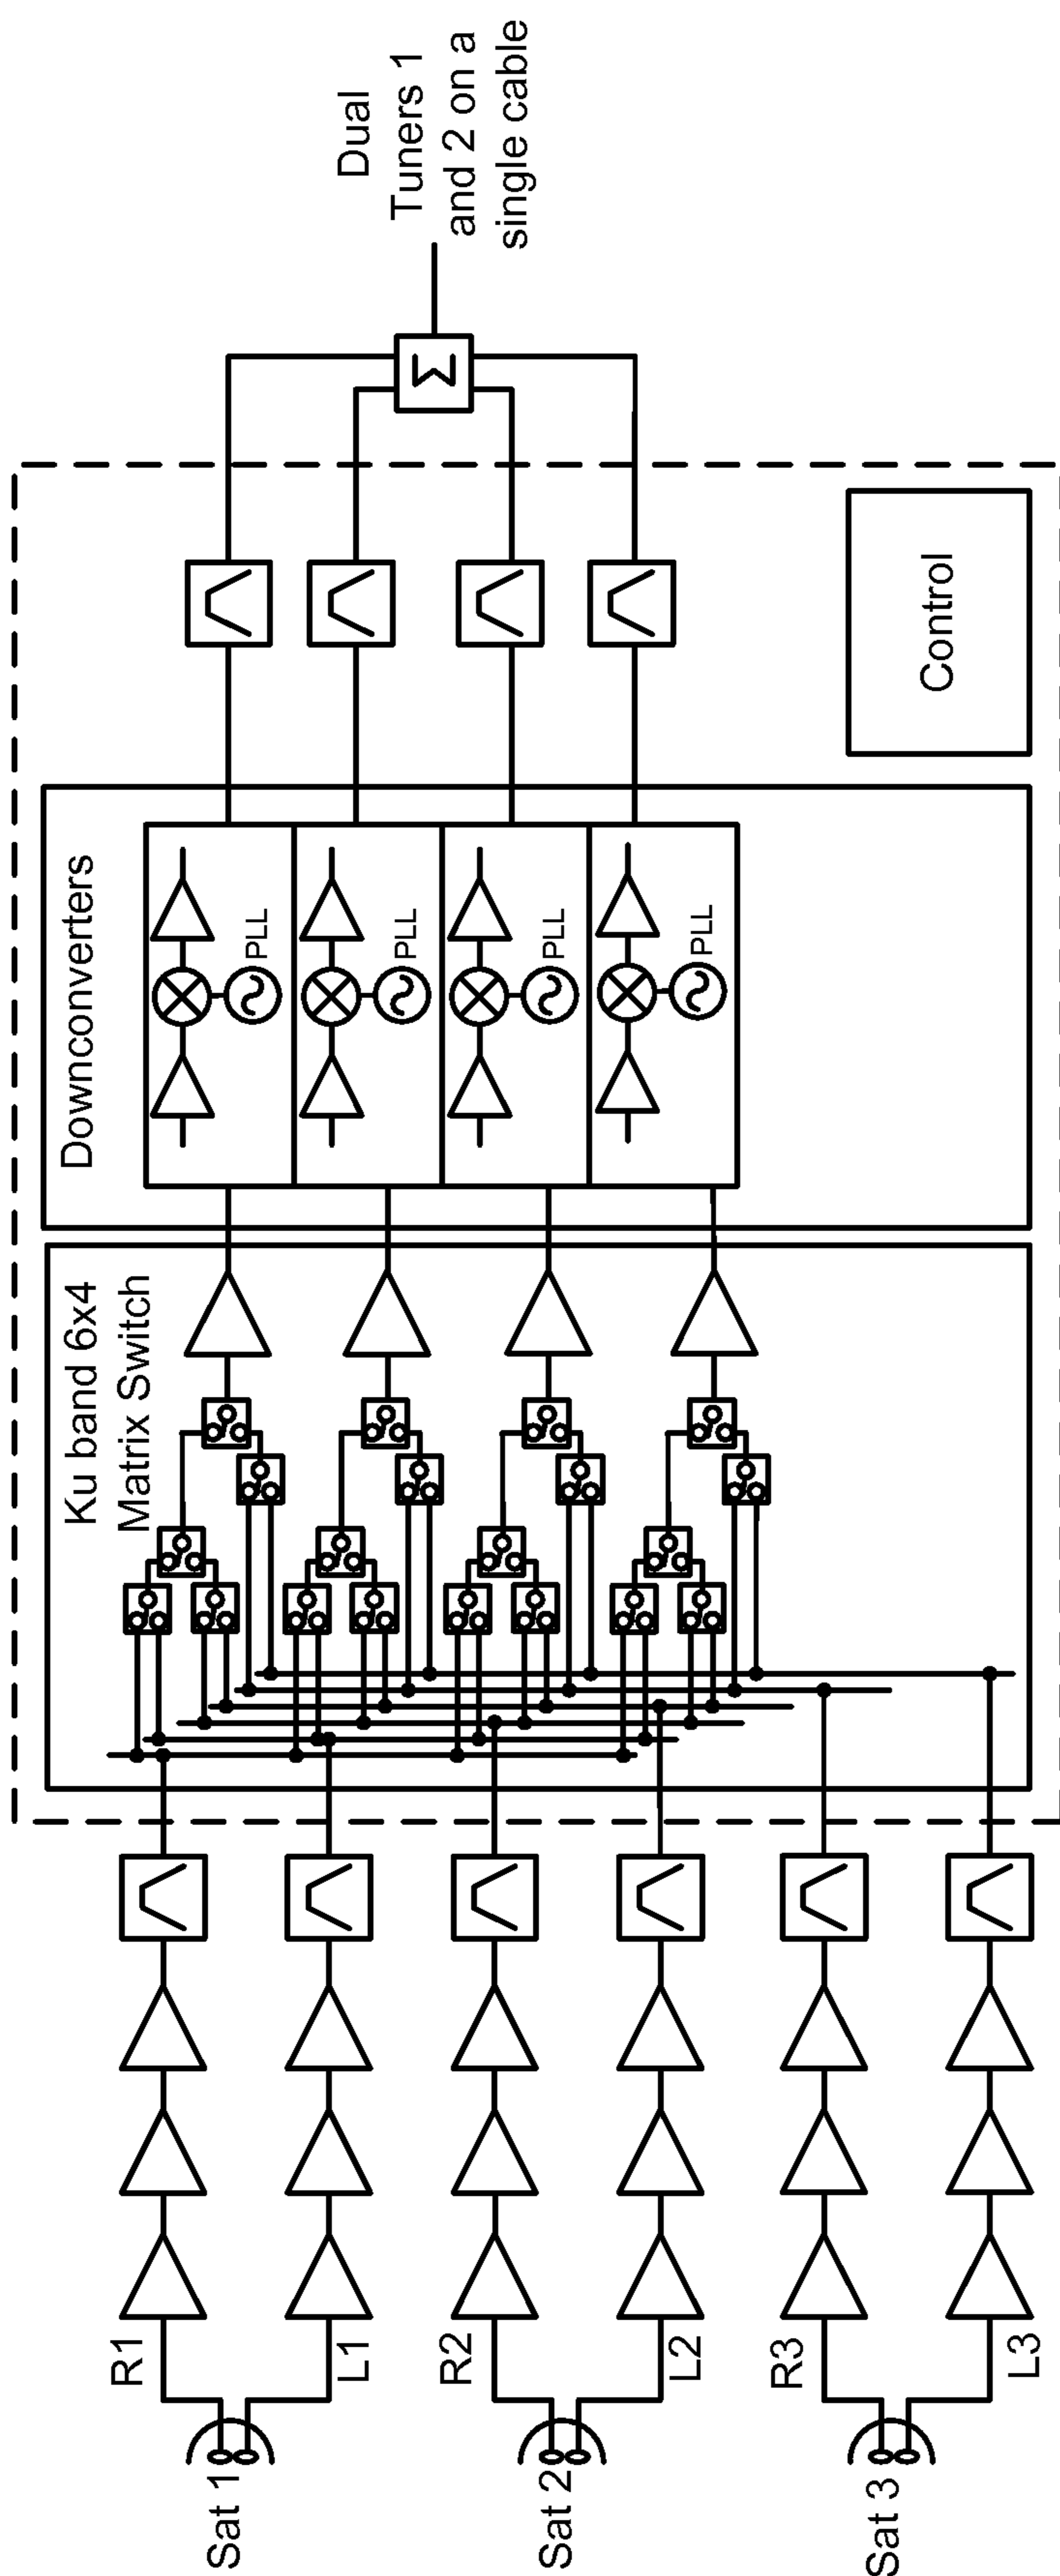 Sat 1
R1
L1
Sat 2
R2
L2
Sat 3
R3
L3
Ku band 6x4
Matrix Switch
Downconverters
PLL
PLL
PLL
PLL
Control
Σ
Dual
Tuners 1
and 2 on a
single cable